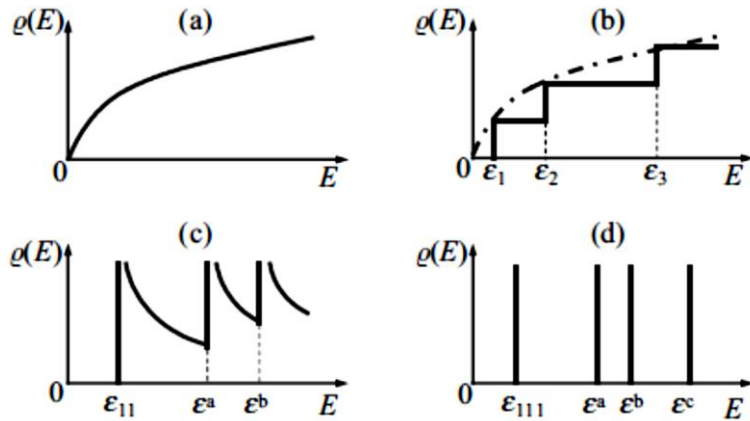 ϱ(E) (a)
0 E
ϱ(E) (b)
0 ε₁ ε₂ ε₃ E
ϱ(E) (c)
0 ε₁₁ εᵃ εᵇ E
ϱ(E) (d)
0 ε₁₁₁ εᵃ εᵇ εᶜ E